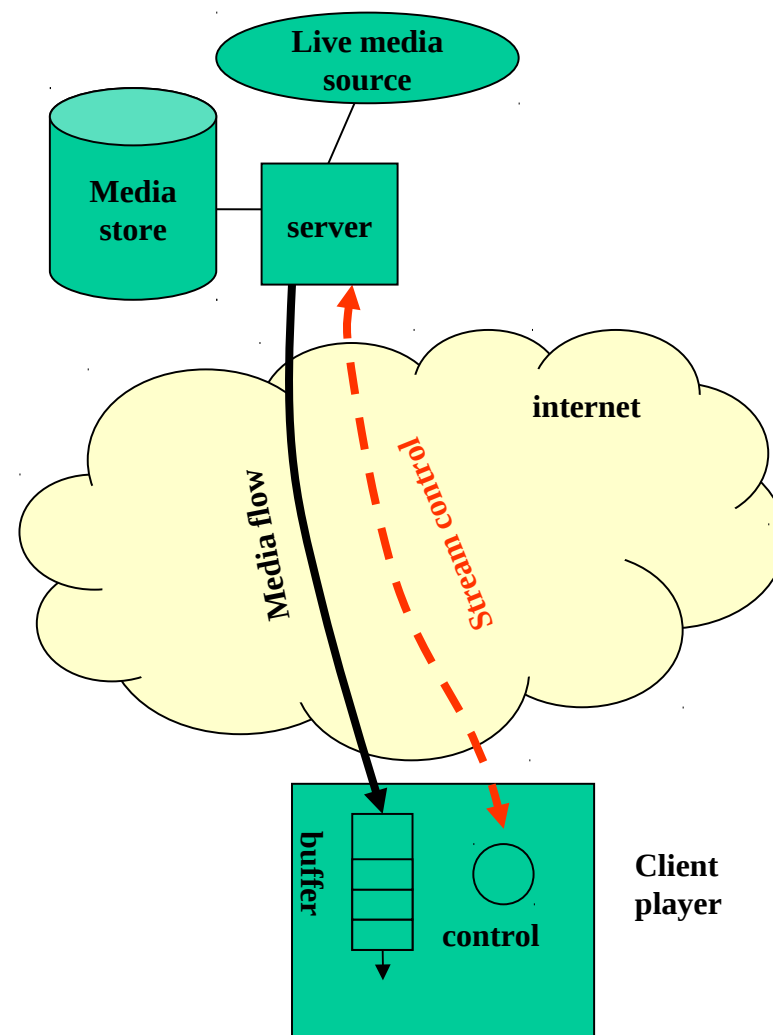 Live media
source
Media
store
server
internet
Media flow
Stream control
buffer
control
Client
player